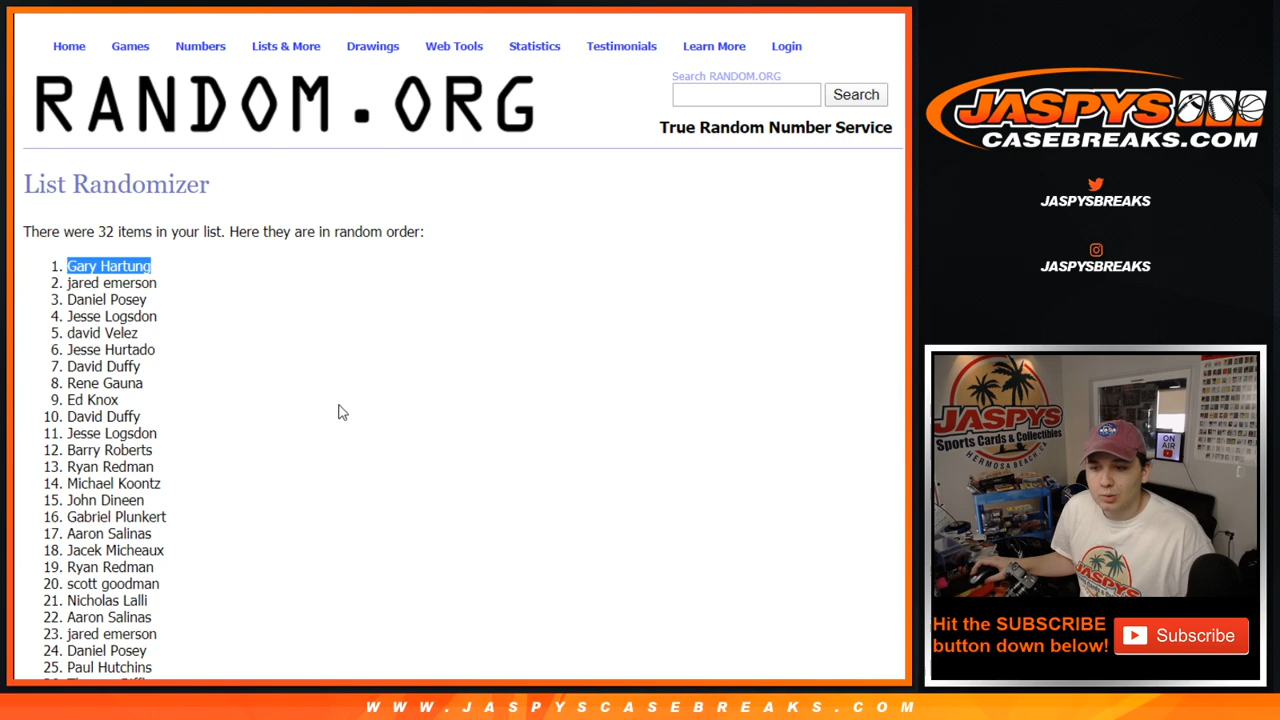 Home Games Numbers Lists & More Drawings Web Tools Statistics Testimonials Learn More Login
RANDOM.ORG
Search RANDOM.ORG
Search
True Random Number Service
List Randomizer
There were 32 items in your list. Here they are in random order:
1. Gary Hartung
2. jared emerson
3. Daniel Posey
4. Jesse Logsdon
5. david Velez
6. Jesse Hurtado
7. David Duffy
8. Rene Gauna
9. Ed Knox
10. David Duffy
11. Jesse Logsdon
12. Barry Roberts
13. Ryan Redman
14. Michael Koontz
15. John Dineen
16. Gabriel Plunkert
17. Aaron Salinas
18. Jacek Micheaux
19. Ryan Redman
20. scott goodman
21. Nicholas Lalli
22. Aaron Salinas
23. jared emerson
24. Daniel Posey
25. Paul Hutchins
JASPYS
CASEBREAKS.COM
JASPYSBREAKS
JASPYSBREAKS
JASPYS
Sports Cards & Collectibles
HERMOSA BEACH, CA
ON
AIR
JASPYS
Hit the SUBSCRIBE
button down below!
Subscribe
WWW.JASPYSCASEBREAKS.COM